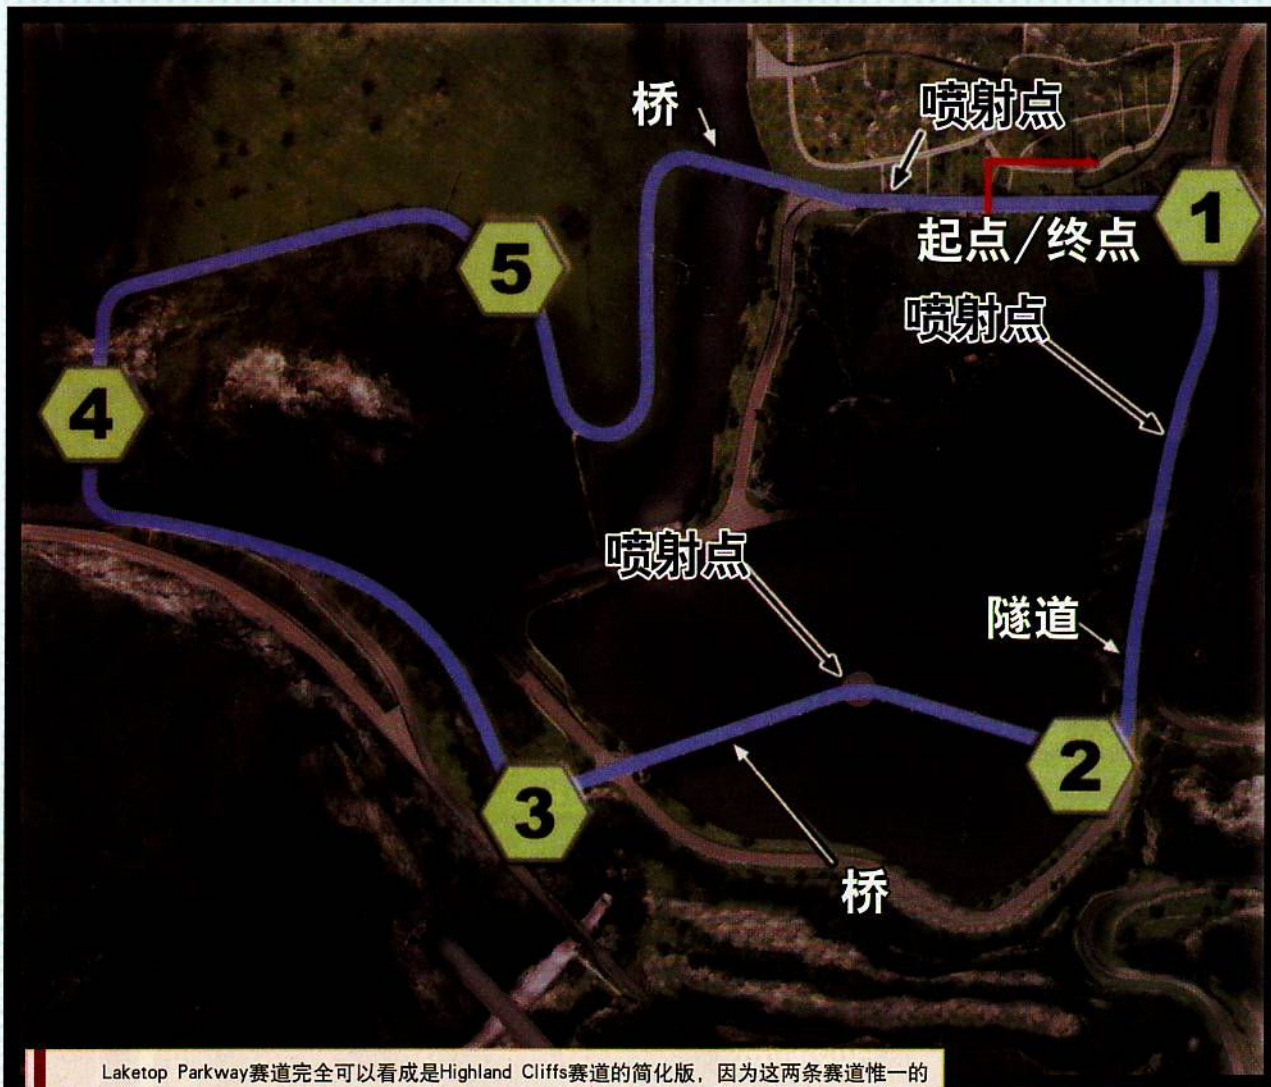 桥
喷射点
1
起点/终点
5
喷射点
4
喷射点
隧道
2
3
桥
Laketop Parkway赛道完全可以看成是Highland Cliffs赛道的简化版，因为这两条赛道惟一的